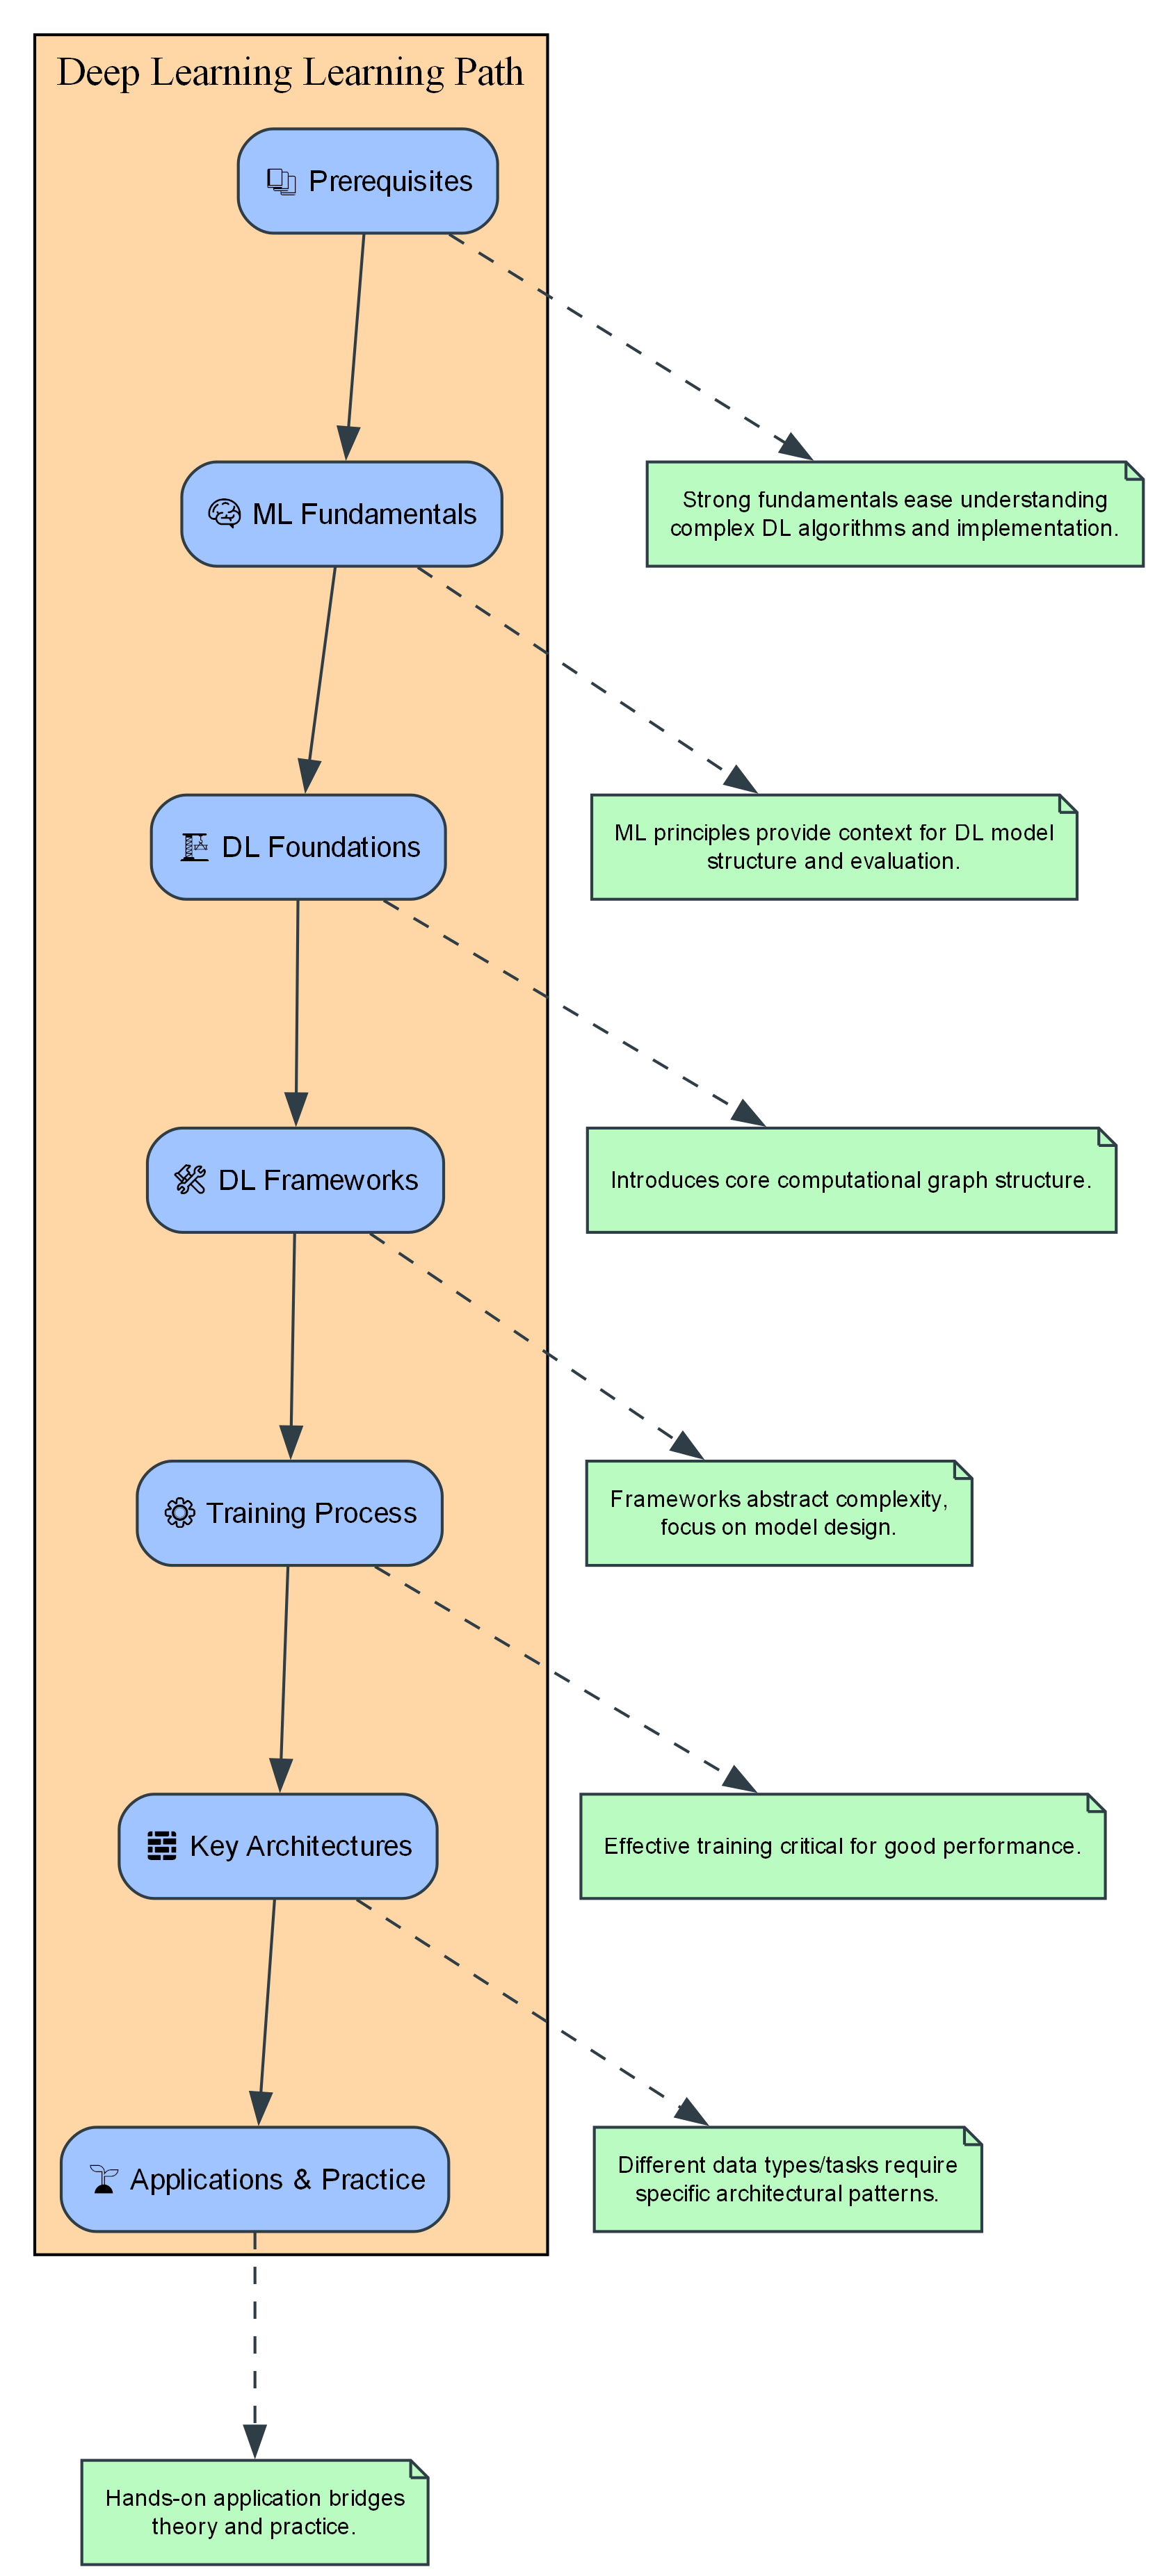 Deep Learning Learning Path
Prerequisites
ML Fundamentals
Strong fundamentals ease understanding
complex DL algorithms and implementation.
DL Foundations
ML principles provide context for DL model
structure and evaluation.
DL Frameworks
Introduces core computational graph structure.
Training Process
Frameworks abstract complexity,
focus on model design.
Key Architectures
Effective training critical for good performance.
Applications & Practice
Different data types/tasks require
specific architectural patterns.
Hands-on application bridges
theory and practice.